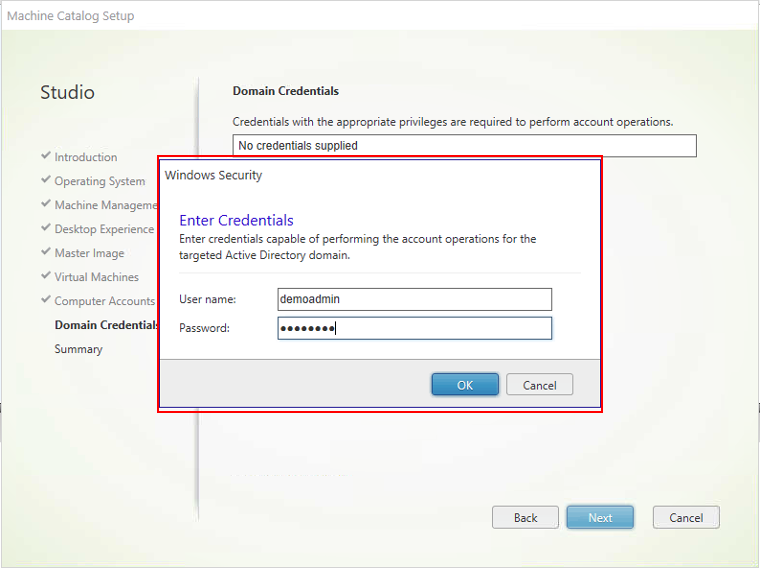 Machine Catalog Setup
Studio
Introduction
Operating System
Machine Manageme
Desktop Experience
Master Image
Virtual Machines
Computer Accounts
Domain Credentials
Summary
Domain Credentials
Credentials with the appropriate privileges are required to perform account operations.
No credentials supplied
Windows Security
Enter Credentials
Enter credentials capable of performing the account operations for the
targeted Active Directory domain.
User name: demoadmin
Password: ●●●●●●●●
OK Cancel
Back Next Cancel